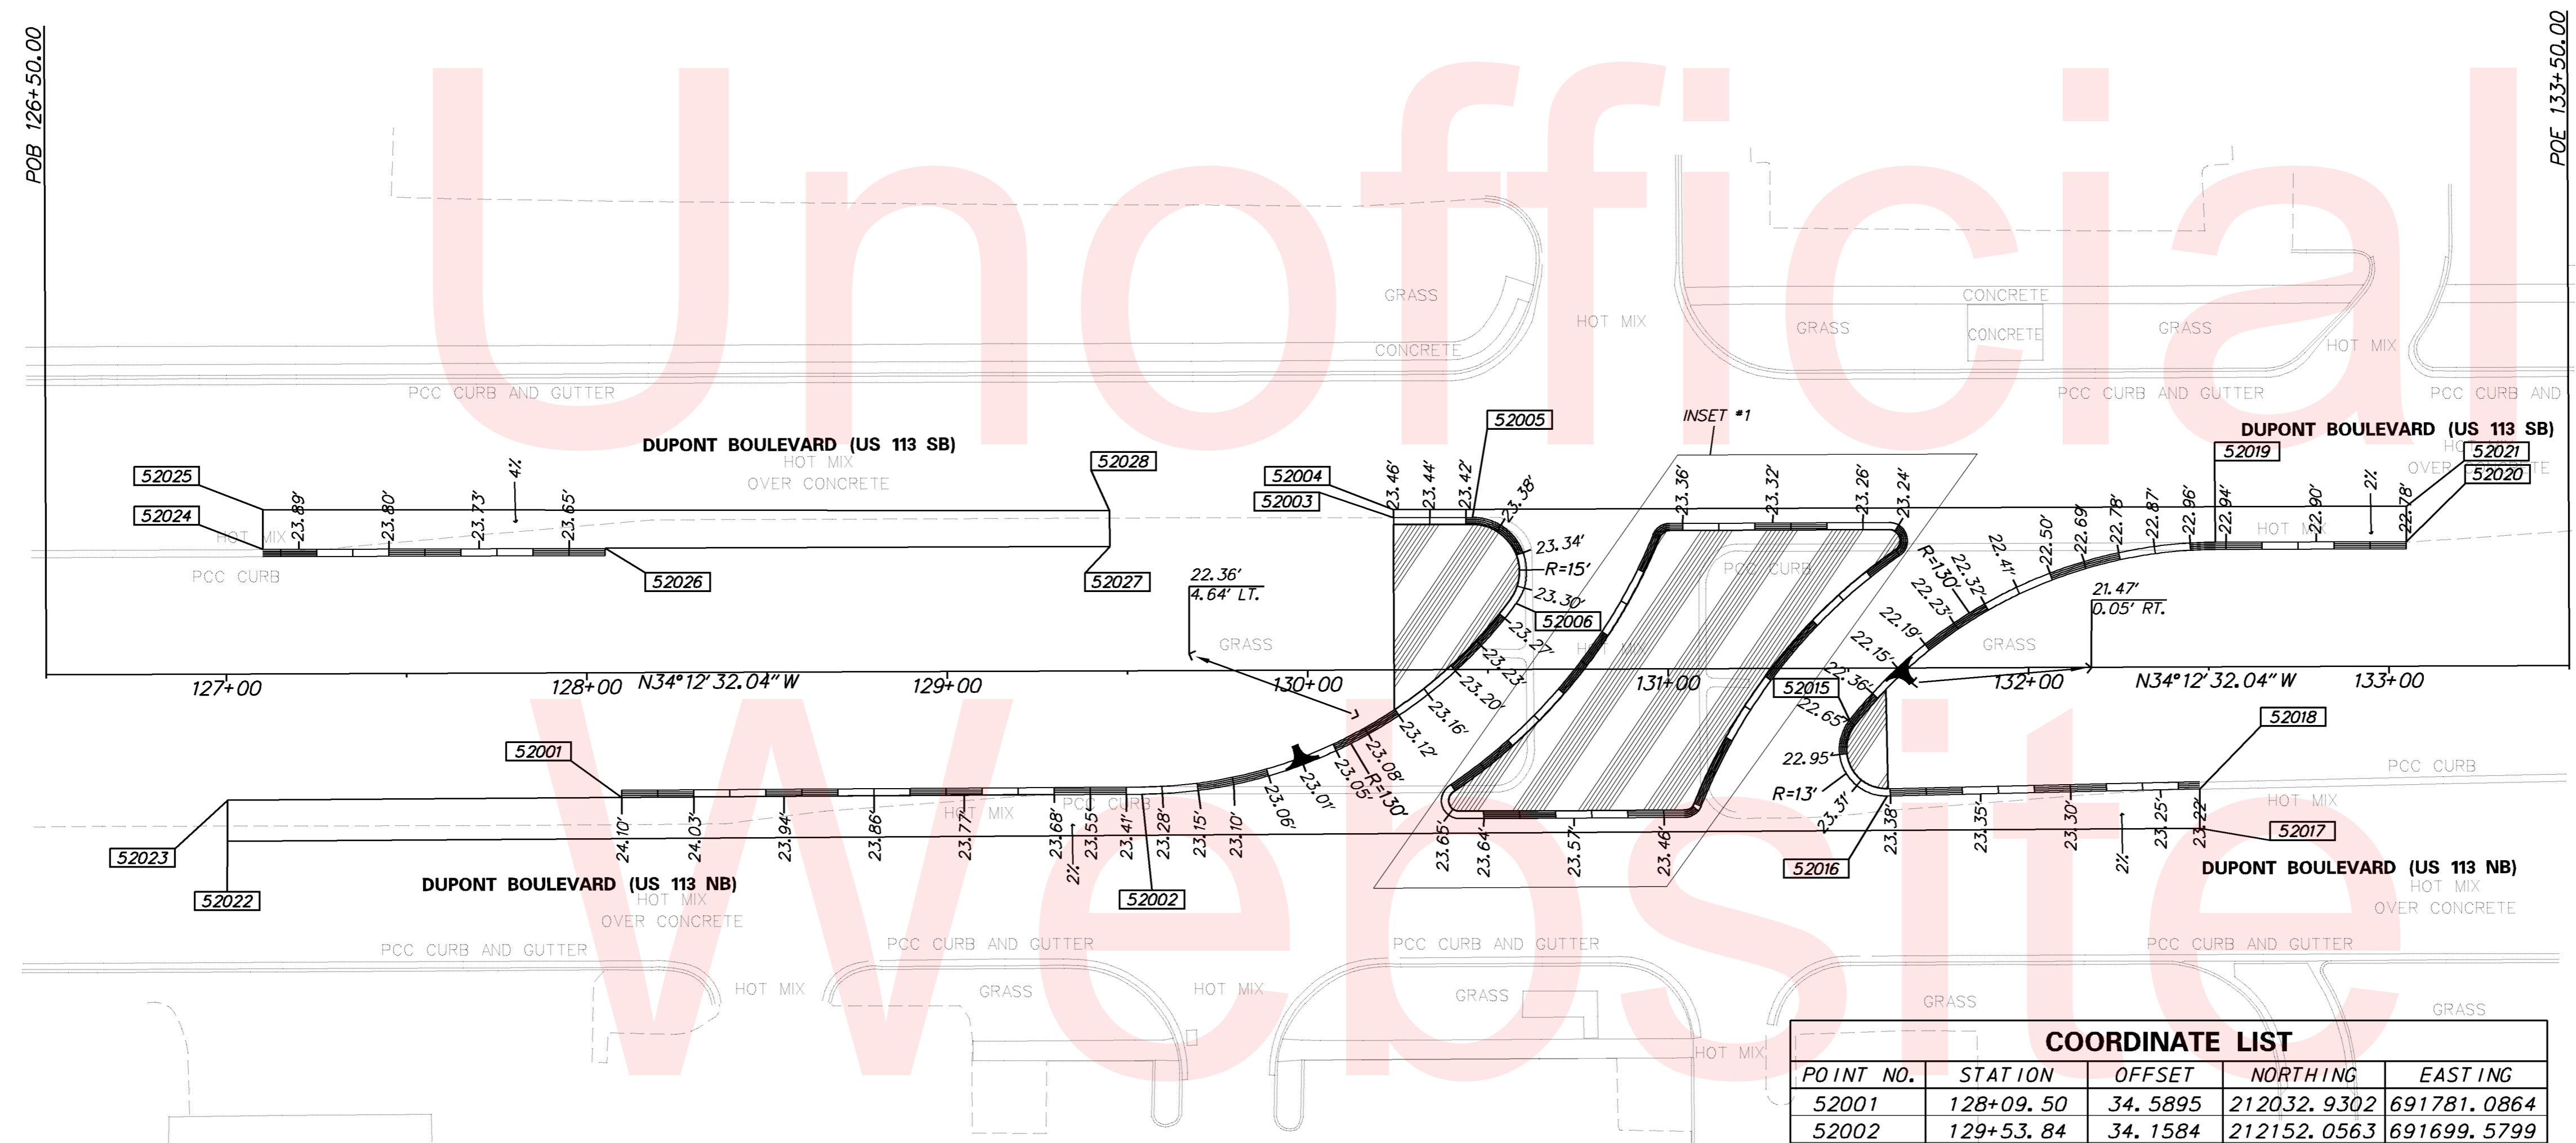 Unofficial
Website
POB 126+50.00
POE 133+50.00
GRASS
HOT MIX
CONCRETE
GRASS
CONCRETE
GRASS
HOT MIX
CONCRETE
PCC CURB AND GUTTER
PCC CURB AND GUTTER
PCC CURB AND
INSET #1
52005
DUPONT BOULEVARD (US 113 SB)
HOT MIX
OVER CONCRETE
DUPONT BOULEVARD (US 113 SB)
HOT MIX
OVER CONCRETE
52019
52021
52020
52025
52024
52028
52004
52003
4%
23.89'
23.80'
23.73'
23.65'
HOT MIX
PCC CURB
52026
52027
23.46'
23.44'
23.42'
23.38'
23.34'
R=15'
23.30'
52006
23.27'
23.23'
23.20'
23.16'
23.12'
23.08'
R=130'
23.05'
23.01'
23.06'
23.36'
23.32'
23.26'
23.24'
PCC CURB
HOT MIX
22.36'
4.64' LT.
GRASS
R=130'
22.32'
22.41'
22.50'
22.69'
22.78'
22.87'
22.96'
22.94'
22.90'
2%
22.78'
HOT MIX
22.23'
22.19'
22.15'
22.36'
22.65'
22.95'
R=13'
23.31'
21.47'
0.05' RT.
GRASS
127+00
128+00
N34°12'32.04"W
129+00
130+00
131+00
132+00
N34°12'32.04"W
133+00
52015
52018
52001
PCC CURB
HOT MIX
52017
52023
52022
24.10'
24.03'
23.94'
23.86'
23.77'
HOT MIX
PCC CURB
23.68'
2%
23.55'
23.41'
23.28'
23.15'
23.10'
52002
23.65'
23.64'
23.57'
23.46'
52016
23.38'
23.35'
23.30'
2%
23.25'
23.22'
DUPONT BOULEVARD (US 113 NB)
HOT MIX
OVER CONCRETE
DUPONT BOULEVARD (US 113 NB)
HOT MIX
OVER CONCRETE
PCC CURB AND GUTTER
PCC CURB AND GUTTER
PCC CURB AND GUTTER
PCC CURB AND GUTTER
HOT MIX
GRASS
HOT MIX
GRASS
GRASS
GRASS
HOT MIX
COORDINATE LIST
POINT NO. STATION OFFSET NORTHING EASTING
52001 128+09.50 34.5895 212032.9302 691781.0864
52002 129+53.84 34.1584 212152.0563 691699.5799